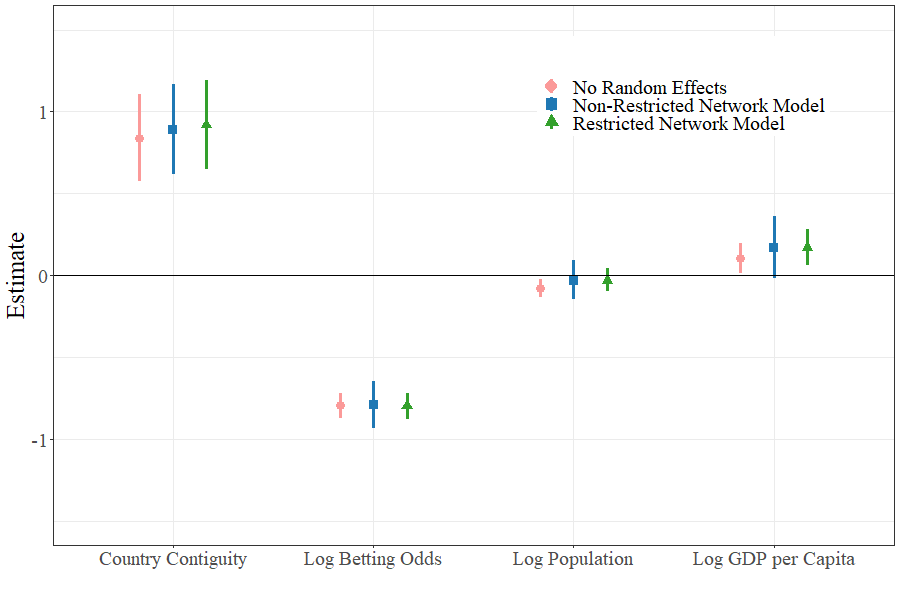 No Random Effects
Non-Restricted Network Model
Restricted Network Model
Estimate
1
0
-1
Country Contiguity
Log Betting Odds
Log Population
Log GDP per Capita